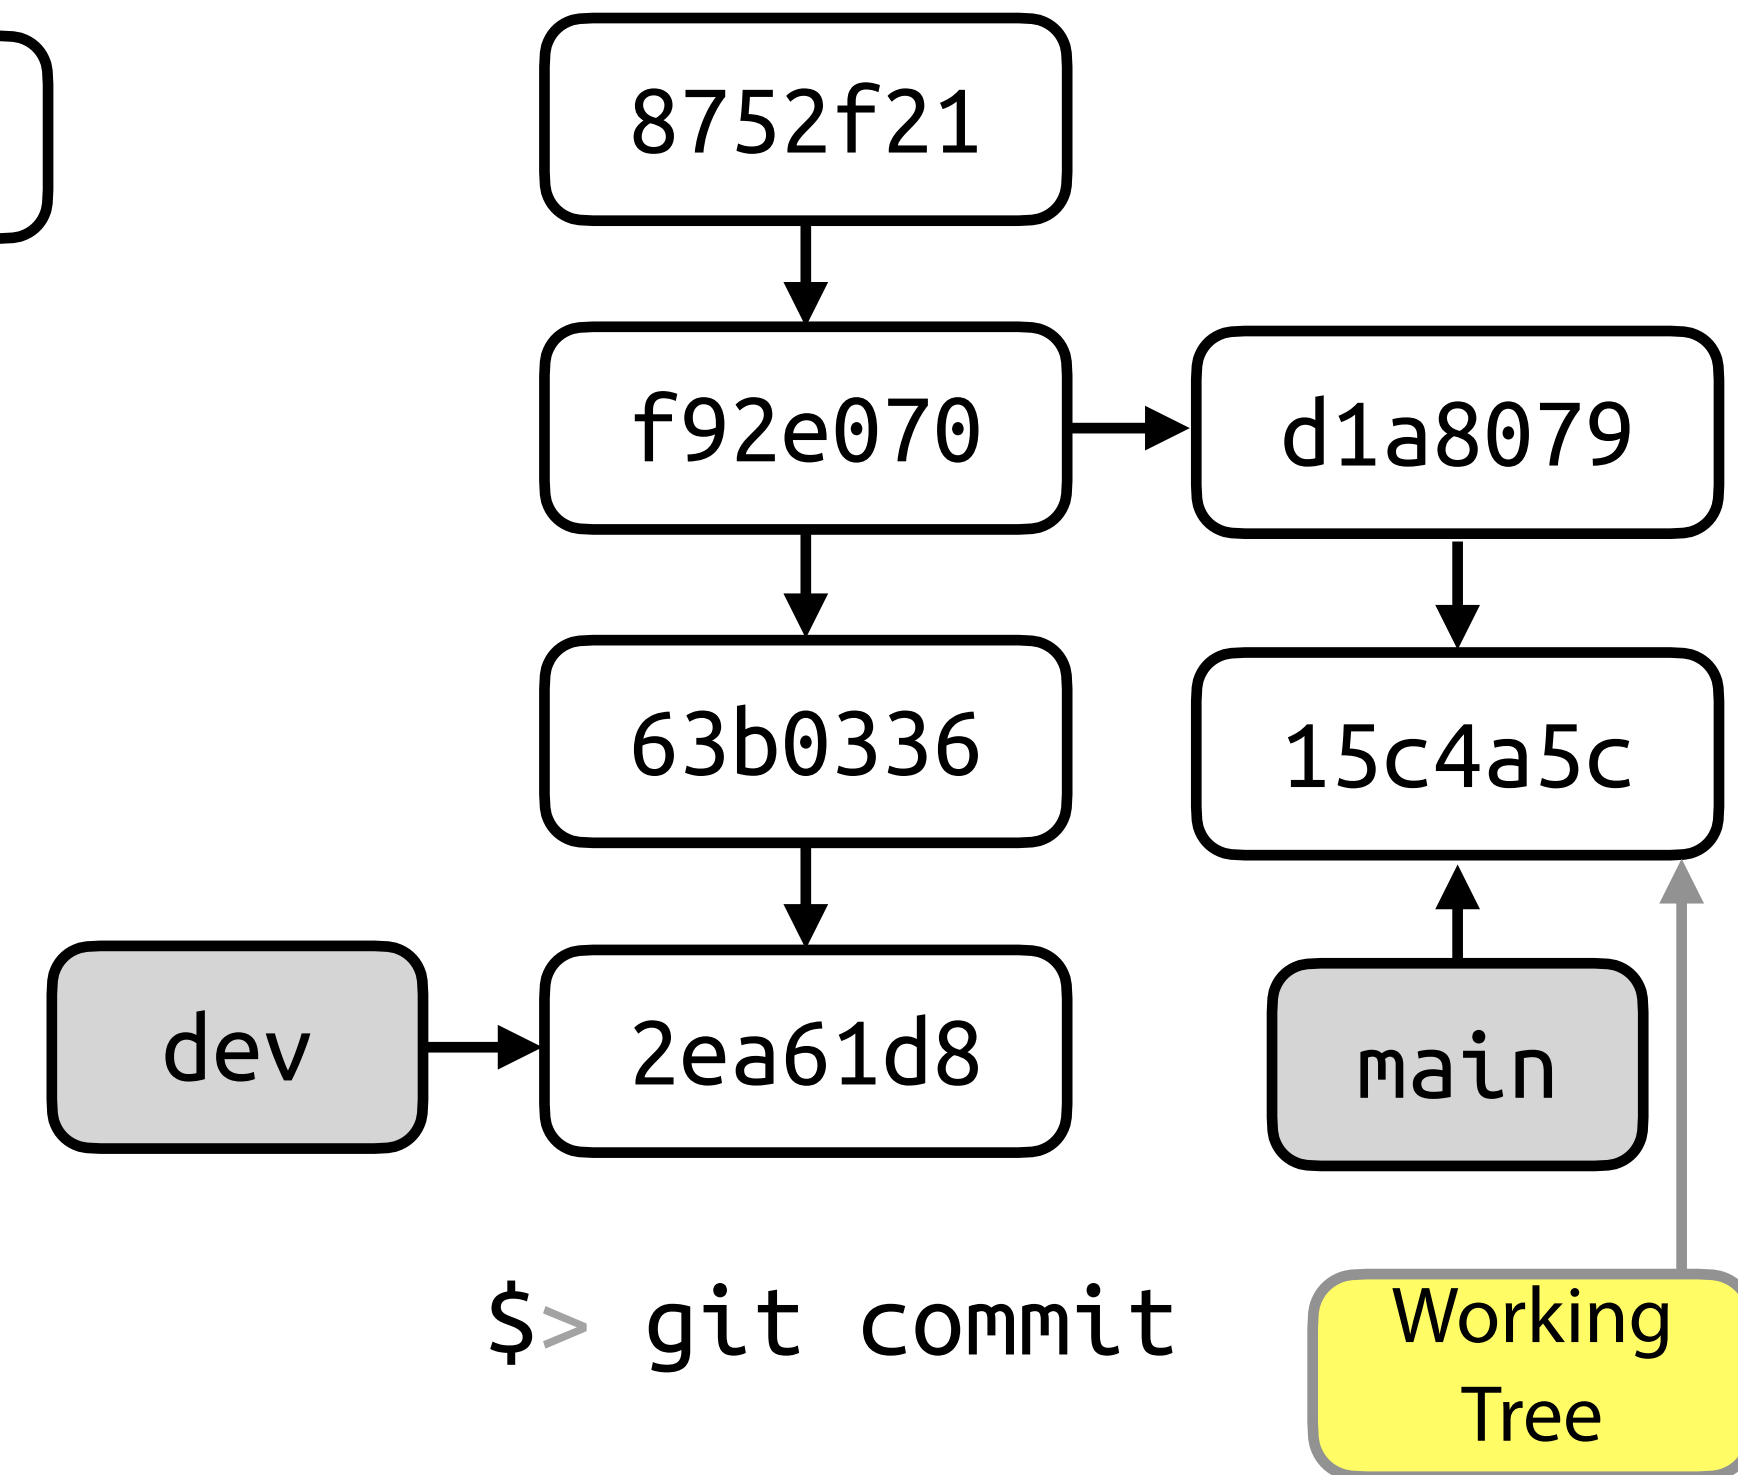 8752f21
f92e070
d1a8079
63b0336
15c4a5c
dev
2ea61d8
main
$> git commit
Working
Tree